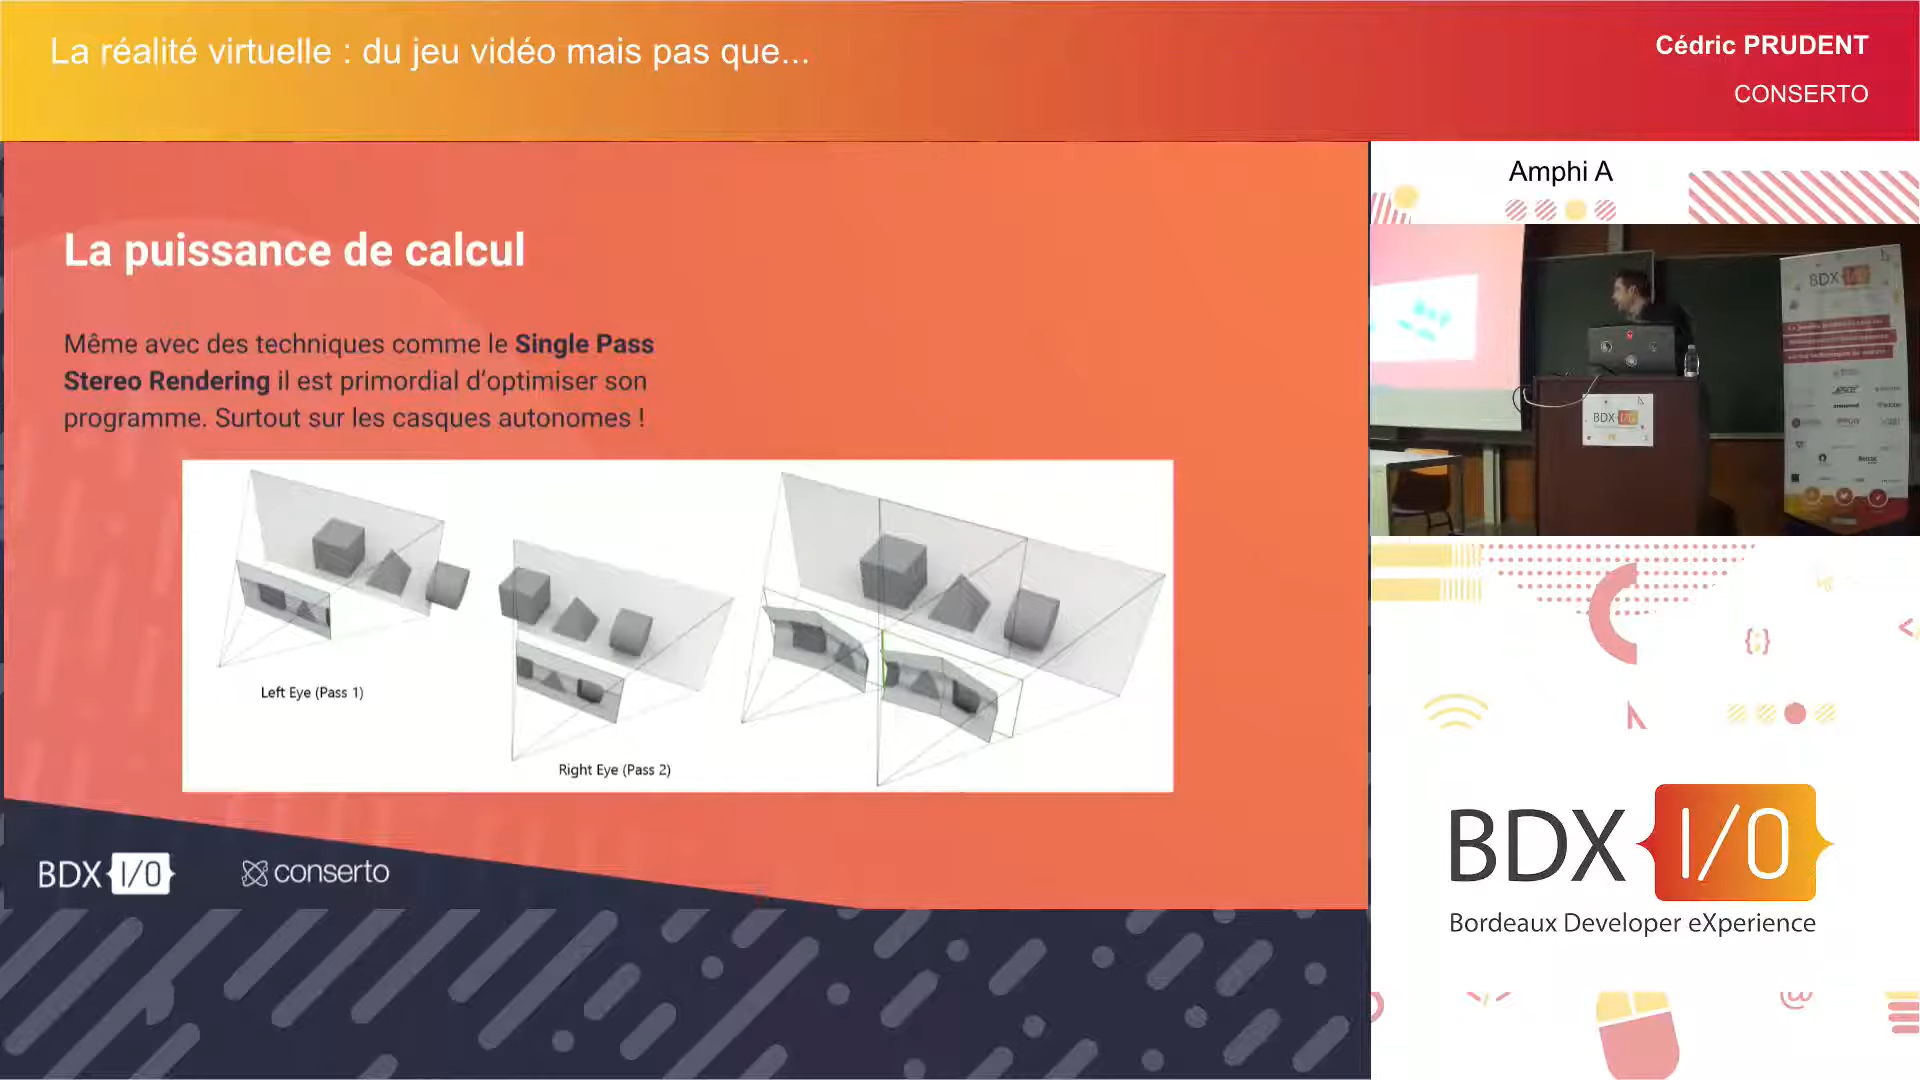 La réalité virtuelle : du jeu vidéo mais pas que...
Cédric PRUDENT
CONSERTO
Amphi A
La puissance de calcul
Même avec des techniques comme le Single Pass
Stereo Rendering il est primordial d'optimiser son
programme. Surtout sur les casques autonomes !
Left Eye (Pass 1)
Right Eye (Pass 2)
BDX I/O
conserto
BDX I/O
BDX I/O
BDX I/O
Bordeaux Developer eXperience